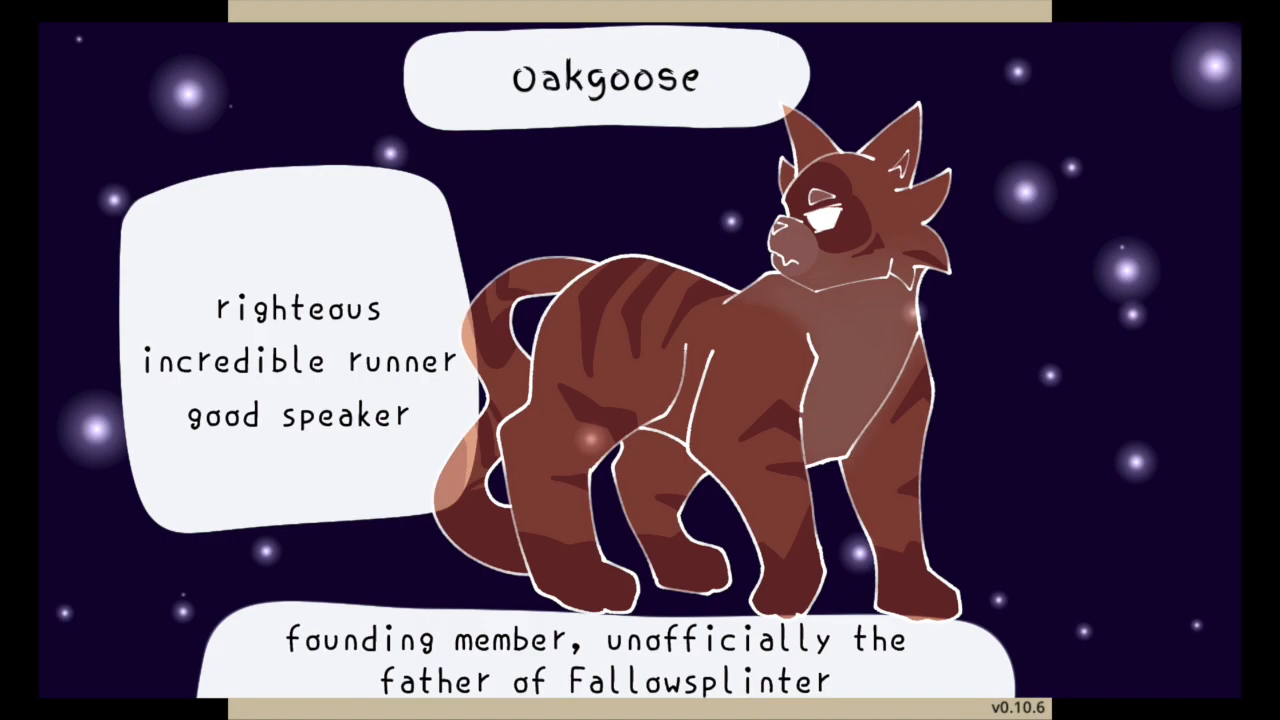 Oakgoose
righteous
incredible runner
good speaker
founding member, unofficially the
father of Fallowsplinter
v0.10.6